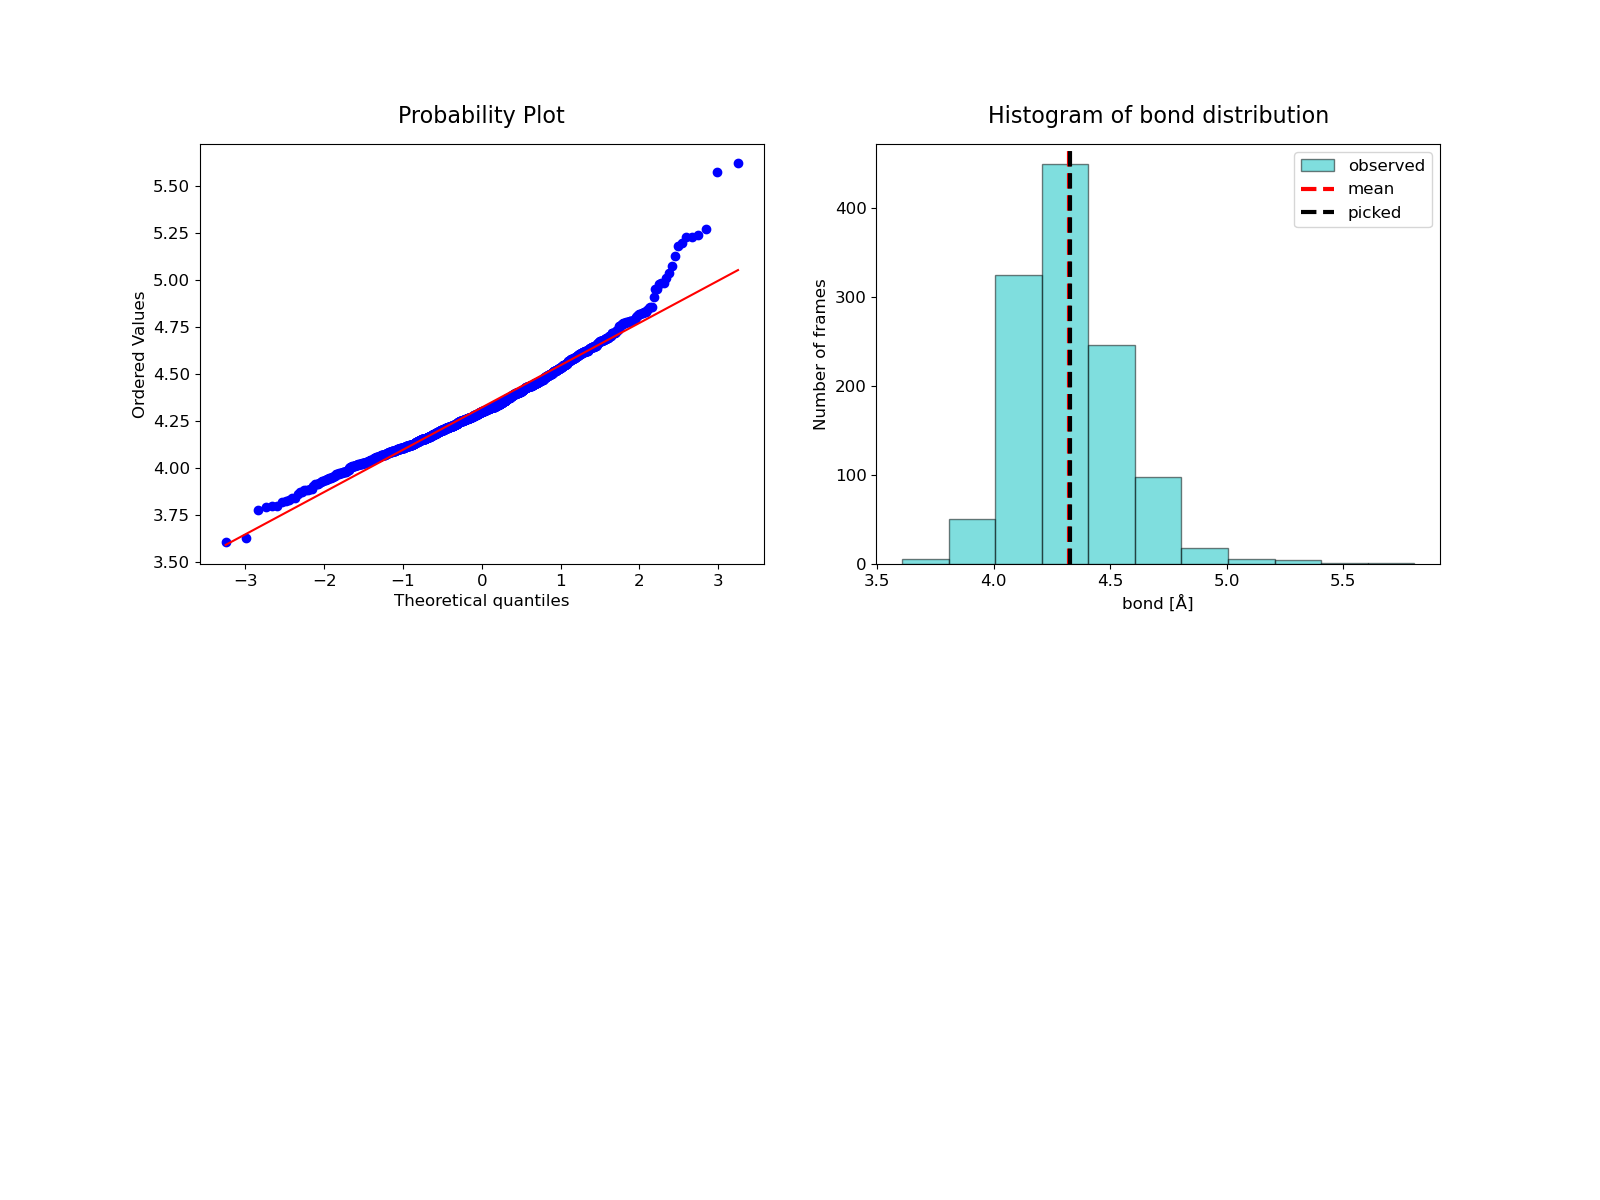 Probability Plot
Ordered Values
5.50
5.25
5.00
4.75
4.50
4.25
4.00
3.75
3.50
−3 −2 −1 0 1 2 3
Theoretical quantiles
Histogram of bond distribution
Number of frames
400
300
200
100
0
3.5 4.0 4.5 5.0 5.5
bond [Å]
observed
mean
picked